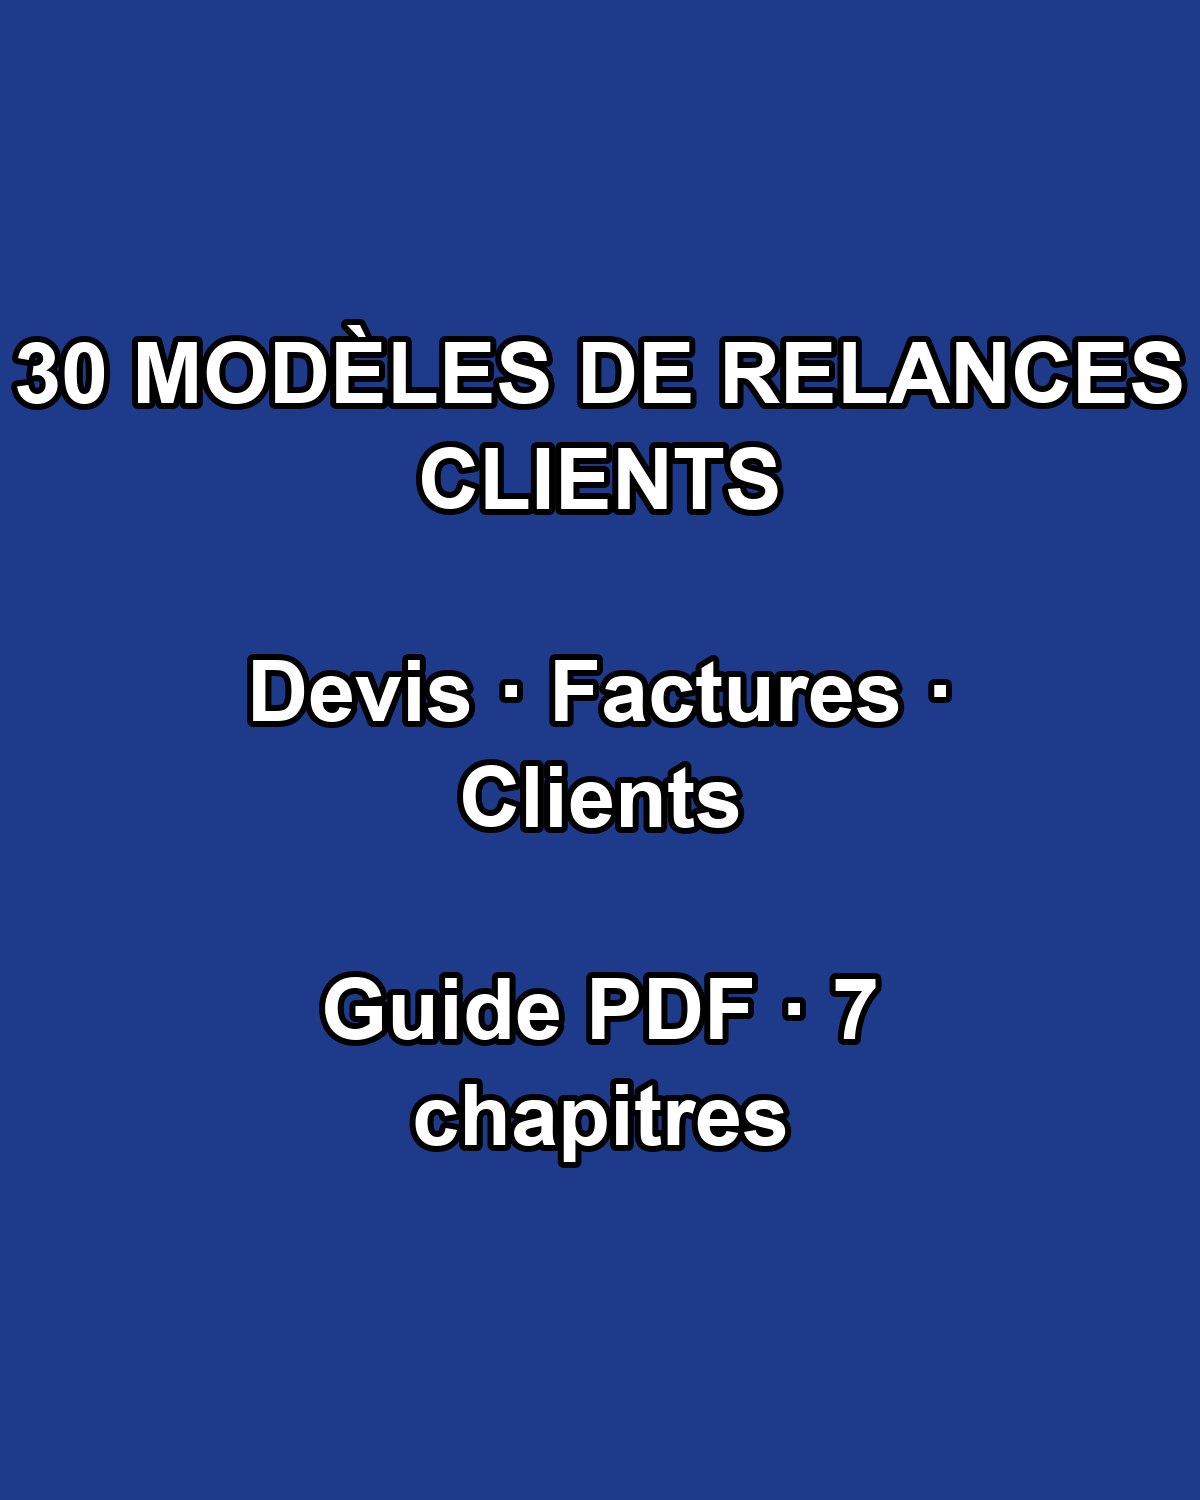 30 MODÈLES DE RELANCES
CLIENTS
Devis · Factures ·
Clients
Guide PDF · 7
chapitres